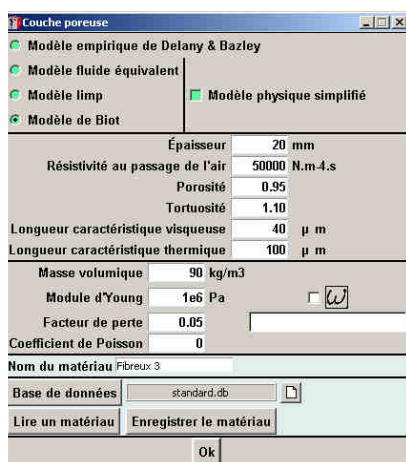 Couche poreuse
Modèle empirique de Delany & Bazley
Modèle fluide équivalent
Modèle limp
Modèle physique simplifié
Modèle de Biot
Épaisseur 20 mm
Résistivité au passage de l'air 50000 N.m-4.s
Porosité 0.95
Tortuosité 1.10
Longueur caractéristique visqueuse 40 µ m
Longueur caractéristique thermique 100 µ m
Masse volumique 90 kg/m3
Module d'Young 1e6 Pa ω
Facteur de perte 0.05
Coefficient de Poisson 0
Nom du matériau Fibreux 3
Base de données standard.db
Lire un matériau Enregistrer le matériau
Ok